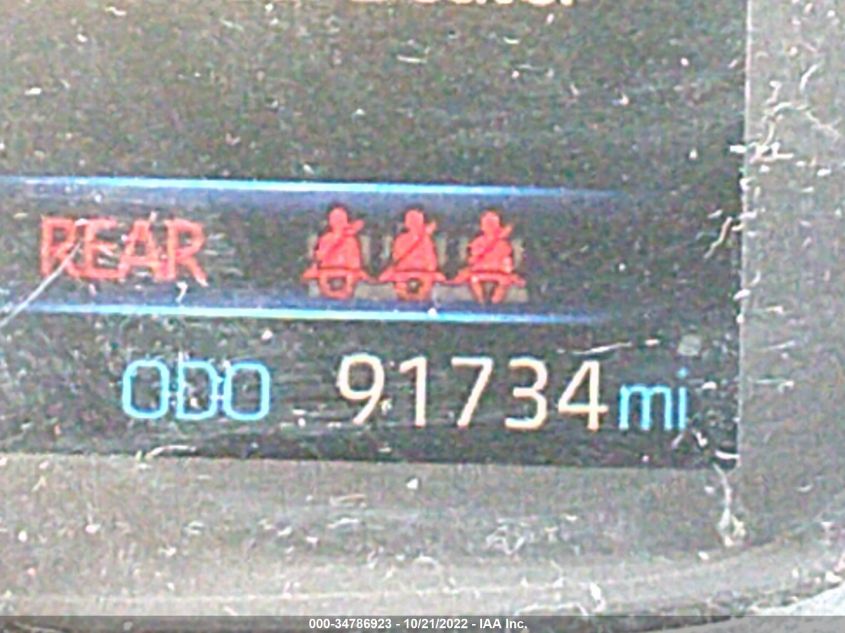 REAR
ODO 91734 mi
000-34786923 - 10/21/2022 - IAA Inc.